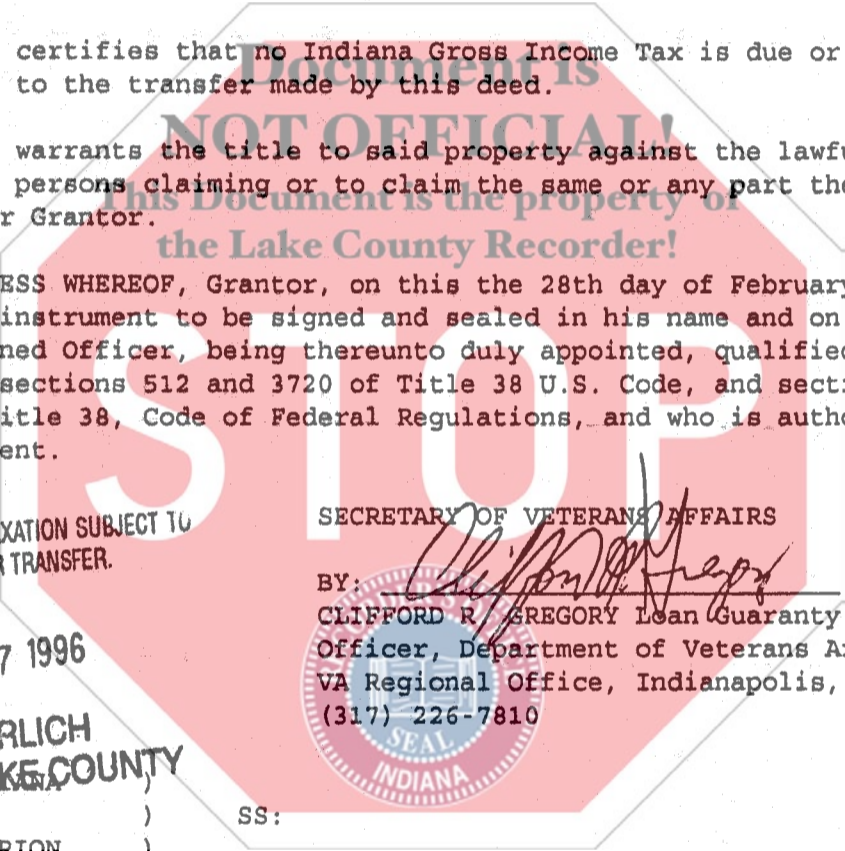 certifies that no Indiana Gross Income Tax is due or
to the transfer made by this deed.
Document is
NOT OFFICIAL!
This Document is the property of
the Lake County Recorder!
warrants the title to said property against the lawfu
persons claiming or to claim the same or any part the
r Grantor.
ESS WHEREOF, Grantor, on this the 28th day of February
instrument to be signed and sealed in his name and on
ned Officer, being thereunto duly appointed, qualified
sections 512 and 3720 of Title 38 U.S. Code, and secti
itle 38, Code of Federal Regulations, and who is autho
ent.
STOP
XATION SUBJECT TO
R TRANSFER.
SECRETARY OF VETERANS AFFAIRS
BY: Clifford R. Gregory
CLIFFORD R. GREGORY Loan Guaranty
Officer, Department of Veterans Af
VA Regional Office, Indianapolis,
(317) 226-7810
7 1996
RLICH
KE COUNTY
RECORDER'S OFFICE
SEAL
INDIANA
)
) SS:
RION )